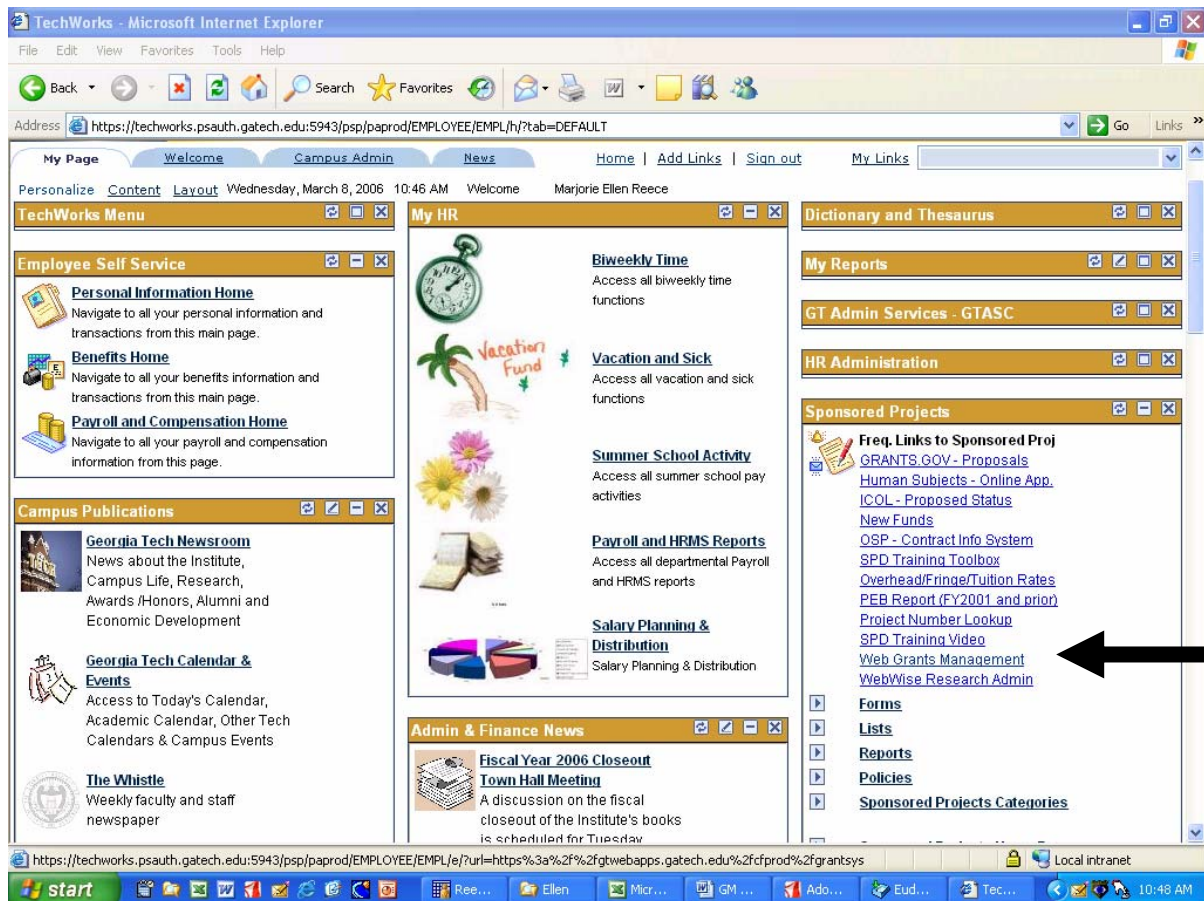 TechWorks - Microsoft Internet Explorer
File Edit View Favorites Tools Help
Back Search Favorites
Address https://techworks.psauth.gatech.edu:5943/psp/paprod/EMPLOYEE/EMPL/h/?tab=DEFAULT Go Links »
My Page Welcome Campus Admin News Home | Add Links | Sign out My Links
Personalize Content Layout Wednesday, March 8, 2006 10:46 AM Welcome Marjorie Ellen Reece
TechWorks Menu
Employee Self Service
Personal Information Home
Navigate to all your personal information and
transactions from this main page.
Benefits Home
Navigate to all your benefits information and
transactions from this main page.
Payroll and Compensation Home
Navigate to all your payroll and compensation
information from this page.
Campus Publications
Georgia Tech Newsroom
News about the Institute,
Campus Life, Research,
Awards /Honors, Alumni and
Economic Development
Georgia Tech Calendar &
Events
Access to Today's Calendar,
Academic Calendar, Other Tech
Calendars & Campus Events
The Whistle
Weekly faculty and staff
newspaper
My HR
Biweekly Time
Access all biweekly time
functions
Vacation
Fund
Vacation and Sick
Access all vacation and sick
functions
Summer School Activity
Access all summer school pay
activities
Payroll and HRMS Reports
Access all departmental Payroll
and HRMS reports
Salary Planning &
Distribution
Salary Planning & Distribution
Admin & Finance News
Fiscal Year 2006 Closeout
Town Hall Meeting
A discussion on the fiscal
closeout of the Institute's books
is scheduled for Tuesday
Dictionary and Thesaurus
My Reports
GT Admin Services - GTASC
HR Administration
Sponsored Projects
Freq. Links to Sponsored Proj
GRANTS.GOV - Proposals
Human Subjects - Online App.
ICOL - Proposed Status
New Funds
OSP - Contract Info System
SPD Training Toolbox
Overhead/Fringe/Tuition Rates
PEB Report (FY2001 and prior)
Project Number Lookup
SPD Training Video
Web Grants Management
WebWise Research Admin
Forms
Lists
Reports
Policies
Sponsored Projects Categories
https://techworks.psauth.gatech.edu:5943/psp/paprod/EMPLOYEE/EMPL/e/?url=https%3a%2f%2fgtwebapps.gatech.edu%2fcfprod%2fgrantsys Local intranet
start Ree... Ellen Micr... GM ... Ado... Eud... Tec... 10:48 AM